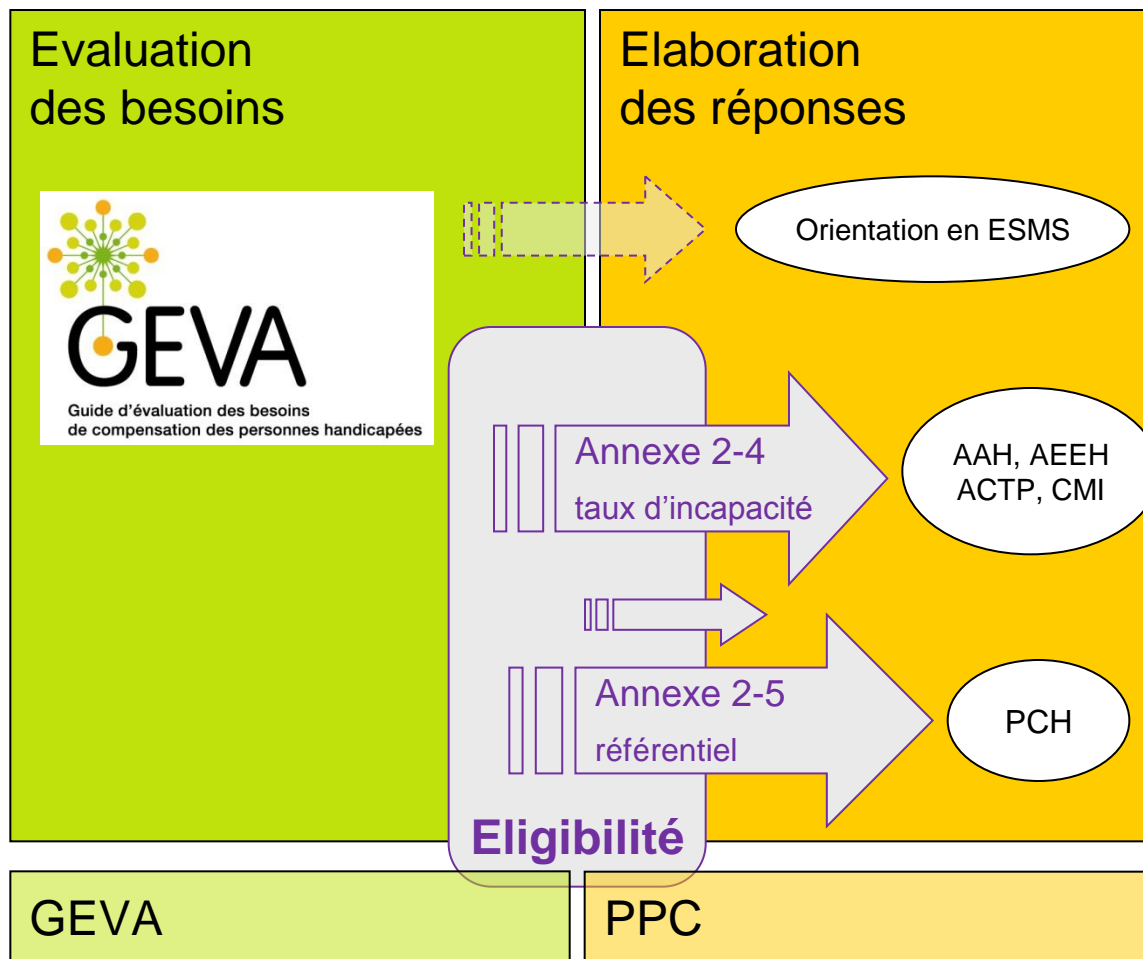 Evaluation
des besoins
GEVA
Guide d'évaluation des besoins
de compensation des personnes handicapées
Elaboration
des réponses
Orientation en ESMS
Annexe 2-4
taux d'incapacité
AAH, AEEH
ACTP, CMI
Annexe 2-5
référentiel
PCH
Eligibilité
GEVA
PPC